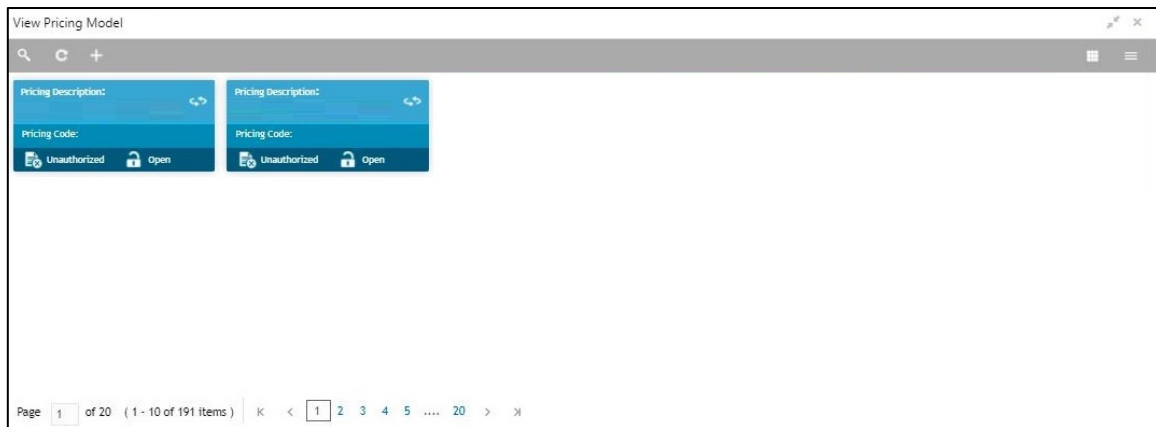 View Pricing Model
Pricing Description: Pricing Description:
Pricing Code: Pricing Code:
Unauthorized Open Unauthorized Open
Page 1 of 20 ( 1 - 10 of 191 items ) 1 2 3 4 5 .... 20